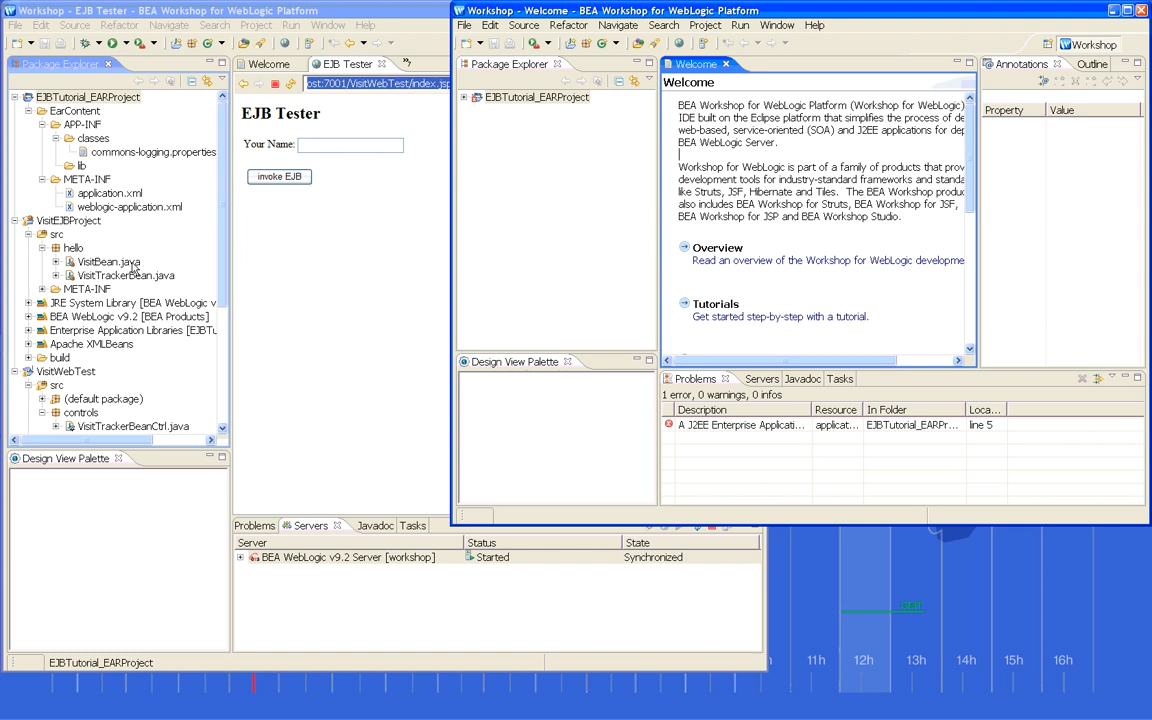 Workshop - EJB Tester - BEA Workshop for WebLogic Platform
File Edit Source Refactor Navigate Search Project Run Window Help
Package Explorer
EJBTutorial_EARProject
EarContent
APP-INF
classes
commons-logging.properties
lib
META-INF
application.xml
weblogic-application.xml
VisitEJBProject
src
hello
VisitBean.java
VisitTrackerBean.java
META-INF
JRE System Library [BEA WebLogic v
BEA WebLogic v9.2 [BEA Products]
Enterprise Application Libraries [EJBTu
Apache XMLBeans
build
VisitWebTest
src
(default package)
controls
VisitTrackerBeanCtrl.java
Design View Palette
Welcome EJB Tester
ost:7001/VisitWebTest/index.jsp
EJB Tester
Your Name:
invoke EJB
Problems Servers Javadoc Tasks
Server Status State
BEA WebLogic v9.2 Server [workshop] Started Synchronized
EJBTutorial_EARProject
Workshop - Welcome - BEA Workshop for WebLogic Platform
File Edit Source Refactor Navigate Search Project Run Window Help
Workshop
Package Explorer
EJBTutorial_EARProject
Design View Palette
Welcome
Welcome
BEA Workshop for WebLogic Platform (Workshop for WebLogic)
IDE built on the Eclipse platform that simplifies the process of de
web-based, service-oriented (SOA) and J2EE applications for dep
BEA WebLogic Server.
Workshop for WebLogic is part of a family of products that prov
development tools for industry-standard frameworks and standa
like Struts, JSF, Hibernate and Tiles. The BEA Workshop produc
also includes BEA Workshop for Struts, BEA Workshop for JSF,
BEA Workshop for JSP and BEA Workshop Studio.
Overview
Read an overview of the Workshop for WebLogic developme
Tutorials
Get started step-by-step with a tutorial.
Annotations Outline
Property Value
Problems Servers Javadoc Tasks
1 error, 0 warnings, 0 infos
Description Resource In Folder Loca...
A J2EE Enterprise Applicati... applicat... EJBTutorial_EARPr... line 5
11h 12h 13h 14h 15h 16h